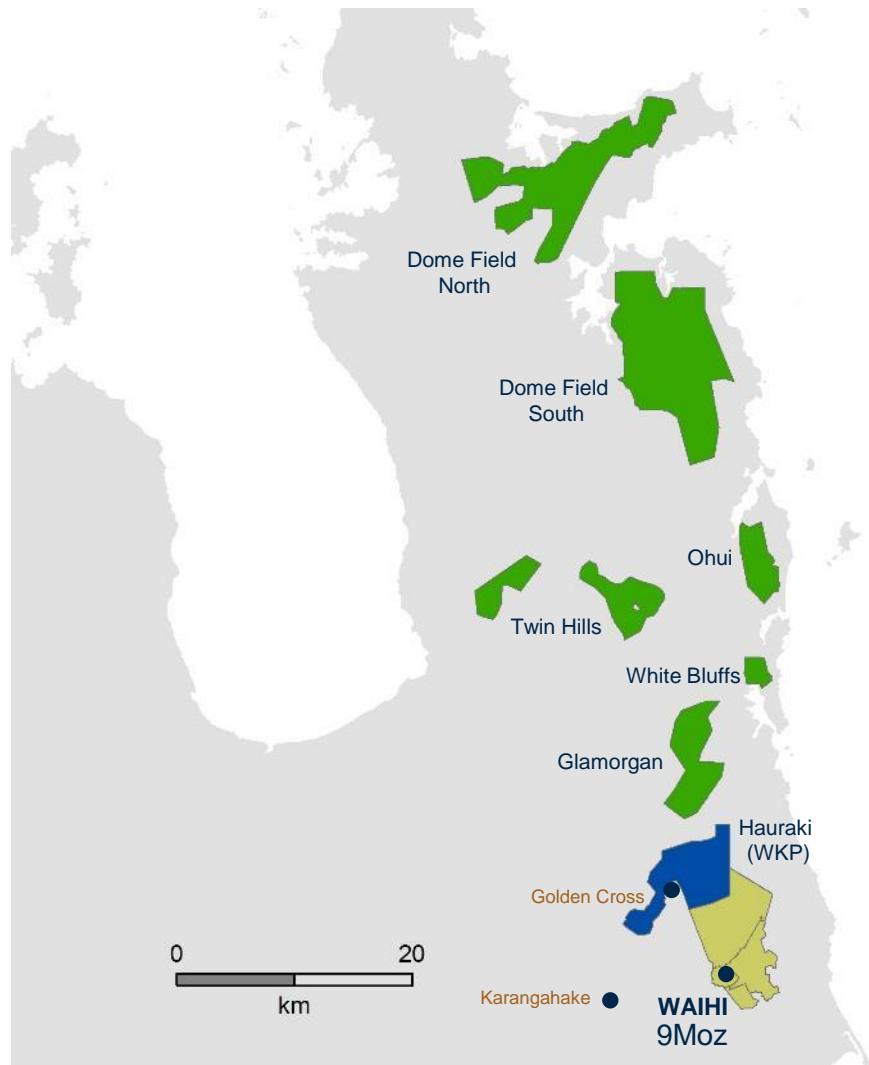 Dome Field
North
Dome Field
South
Ohui
Twin Hills
White Bluffs
Glamorgan
Hauraki
(WKP)
Golden Cross
0 20
km
Karangahake
WAIHI
9Moz